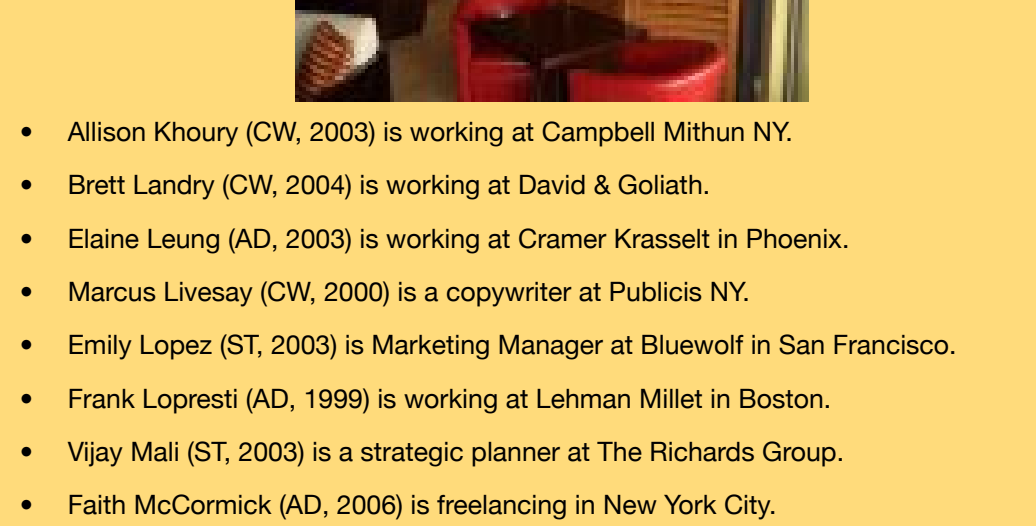 • Allison Khoury (CW, 2003) is working at Campbell Mithun NY.
• Brett Landry (CW, 2004) is working at David & Goliath.
• Elaine Leung (AD, 2003) is working at Cramer Krasselt in Phoenix.
• Marcus Livesay (CW, 2000) is a copywriter at Publicis NY.
• Emily Lopez (ST, 2003) is Marketing Manager at Bluewolf in San Francisco.
• Frank Lopresti (AD, 1999) is working at Lehman Millet in Boston.
• Vijay Mali (ST, 2003) is a strategic planner at The Richards Group.
• Faith McCormick (AD, 2006) is freelancing in New York City.